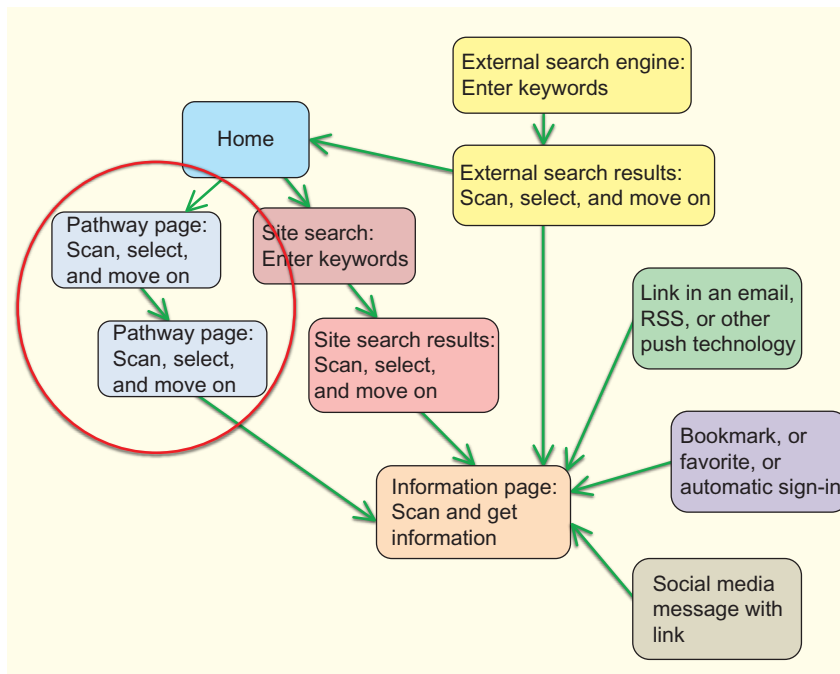 External search engine:
Enter keywords
Home
External search results:
Scan, select, and move on
Pathway page:
Scan, select,
and move on
Site search:
Enter keywords
Link in an email,
RSS, or other
push technology
Pathway page:
Scan, select,
and move on
Site search results:
Scan, select,
and move on
Bookmark, or
favorite, or
automatic sign-in
Information page:
Scan and get
information
Social media
message with
link